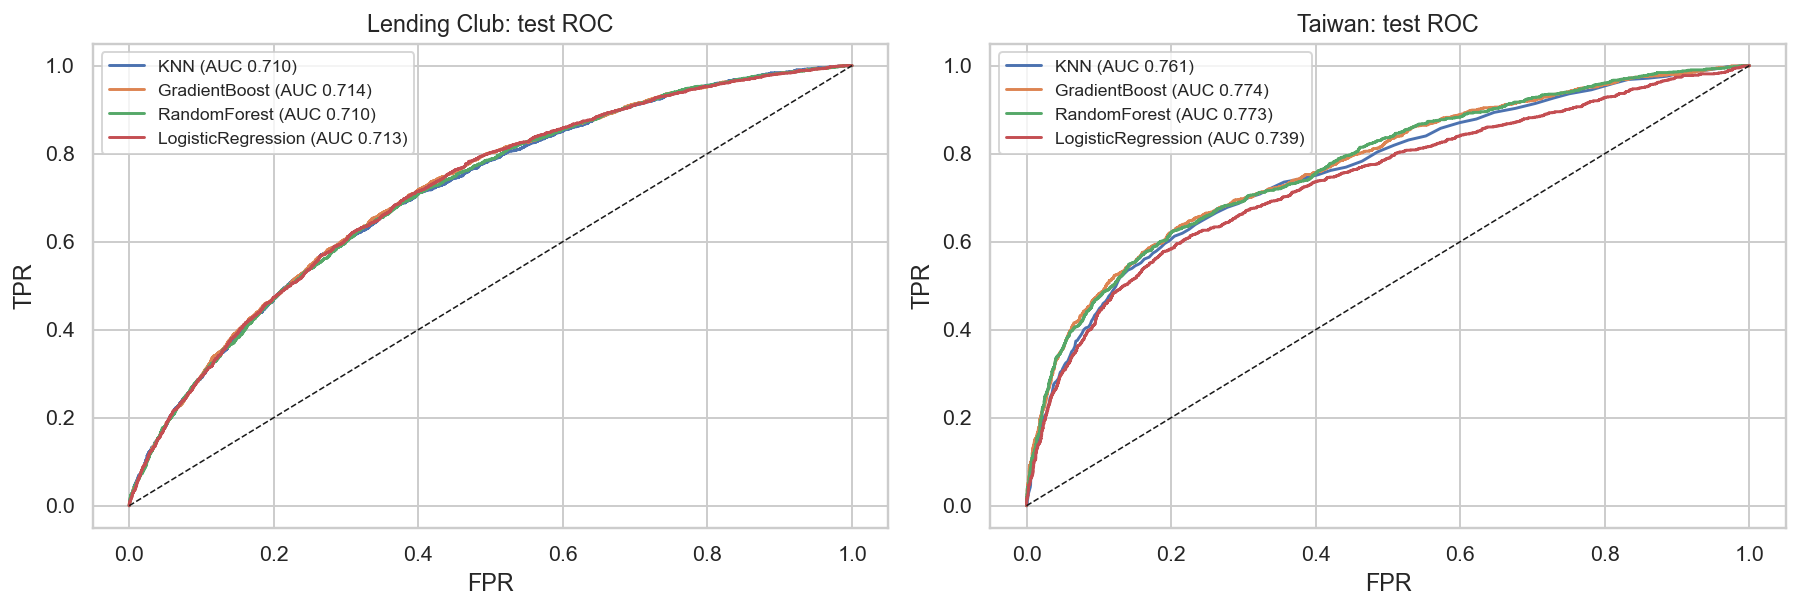 Lending Club: test ROC
KNN (AUC 0.710)
GradientBoost (AUC 0.714)
RandomForest (AUC 0.710)
LogisticRegression (AUC 0.713)
1.0
0.8
0.6
0.4
0.2
0.0
TPR
0.0 0.2 0.4 0.6 0.8 1.0
FPR
Taiwan: test ROC
KNN (AUC 0.761)
GradientBoost (AUC 0.774)
RandomForest (AUC 0.773)
LogisticRegression (AUC 0.739)
1.0
0.8
0.6
0.4
0.2
0.0
TPR
0.0 0.2 0.4 0.6 0.8 1.0
FPR